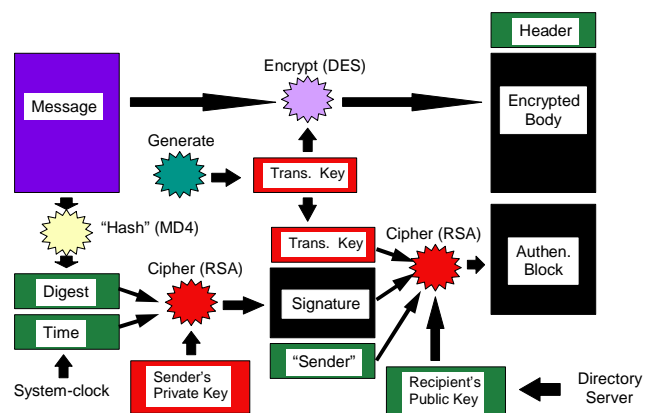 Header
Encrypt (DES)
Message
Encrypted
Body
Generate
Trans. Key
"Hash" (MD4)
Trans. Key
Cipher (RSA)
Authen.
Block
Cipher (RSA)
Digest
Signature
Time
"Sender"
System-clock
Sender's
Private Key
Recipient's
Public Key
Directory
Server